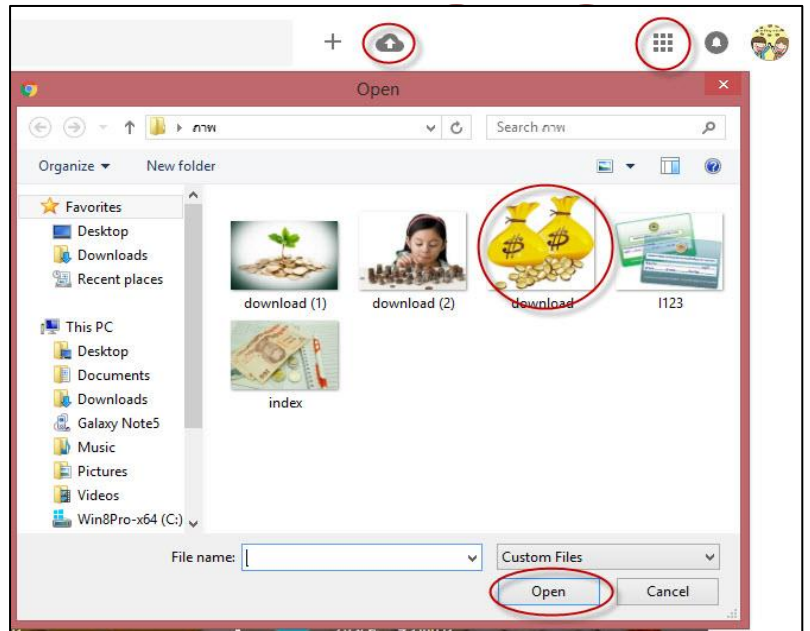 Open
ภาพ
Search ภาพ
Organize
New folder
Favorites
Desktop
Downloads
Recent places
This PC
Desktop
Documents
Downloads
Galaxy Note5
Music
Pictures
Videos
Win8Pro-x64 (C:)
download (1)
download (2)
download
l123
index
File name:
Custom Files
Open
Cancel